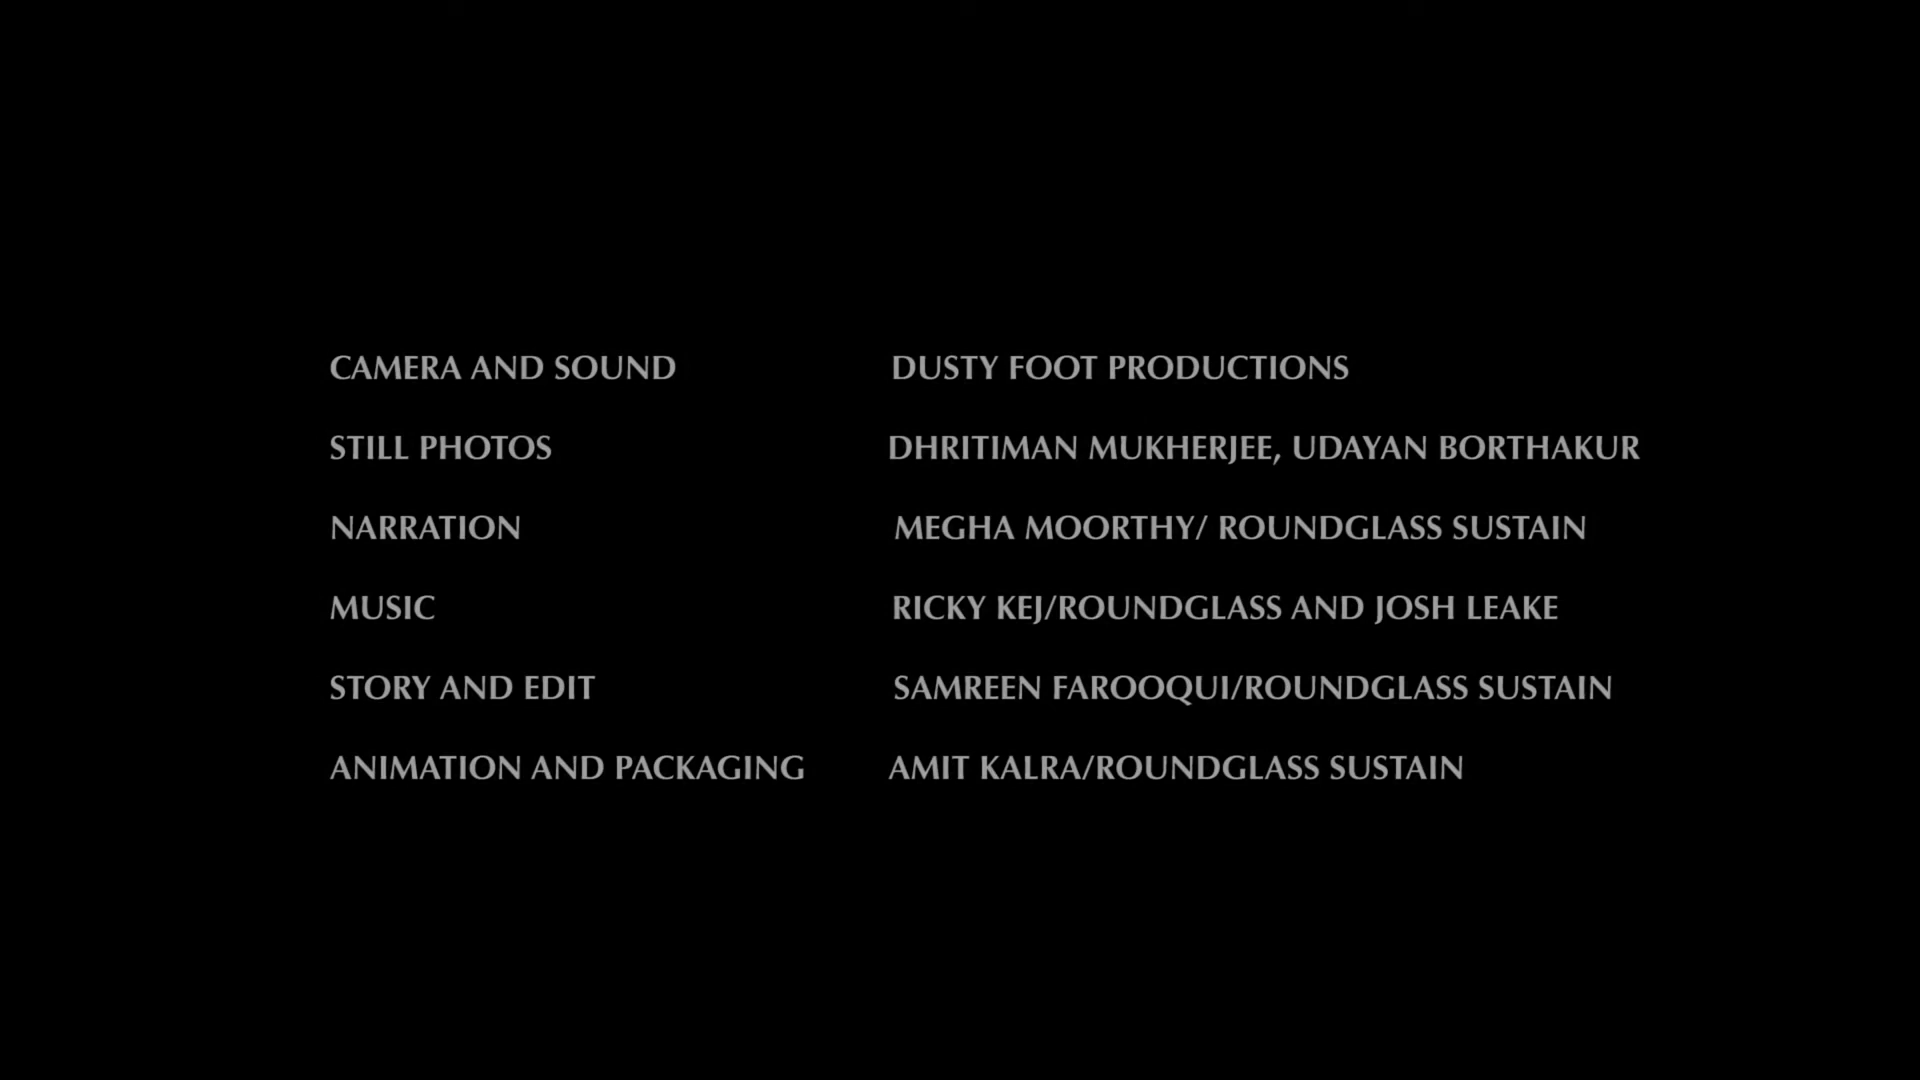 CAMERA AND SOUND DUSTY FOOT PRODUCTIONS
STILL PHOTOS DHRITIMAN MUKHERJEE, UDAYAN BORTHAKUR
NARRATION MEGHA MOORTHY/ ROUNDGLASS SUSTAIN
MUSIC RICKY KEJ/ROUNDGLASS AND JOSH LEAKE
STORY AND EDIT SAMREEN FAROOQUI/ROUNDGLASS SUSTAIN
ANIMATION AND PACKAGING AMIT KALRA/ROUNDGLASS SUSTAIN